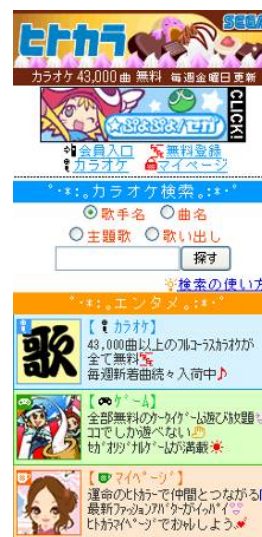 ヒトカラ
SEGA
カラオケ 43,000曲 無料 毎週金曜日更新
ぷよぷよ/セガ
CLICK!
会員入口 無料登録
カラオケ マイページ
カラオケ検索
歌手名 曲名
主題歌 歌い出し
探す
検索の使い方
エンタメ
歌
【カラオケ】
43,000曲以上のフルコーラスカラオケが
全て無料
毎週新着曲続々入荷中♪
【ゲーム】
全部無料のケータイゲーム遊び放題
ココでしか遊べない
セガオリジナルゲームが満載
【マイページ】
運命のヒトカラーで仲間とつながる
最新ファッションアバターがイッパイ
ヒトカラマイページでおシャレしよう